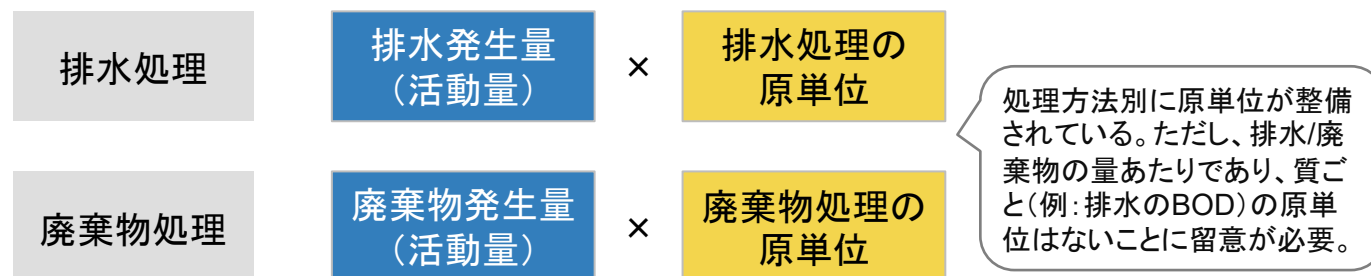 排水処理
排水発生量
（活動量）
×
排水処理の
原単位
処理方法別に原単位が整備
されている。ただし、排水/廃
棄物の量あたりであり、質ご
と（例：排水のBOD）の原単
位はないことに留意が必要。
廃棄物処理
廃棄物発生量
（活動量）
×
廃棄物処理の
原単位